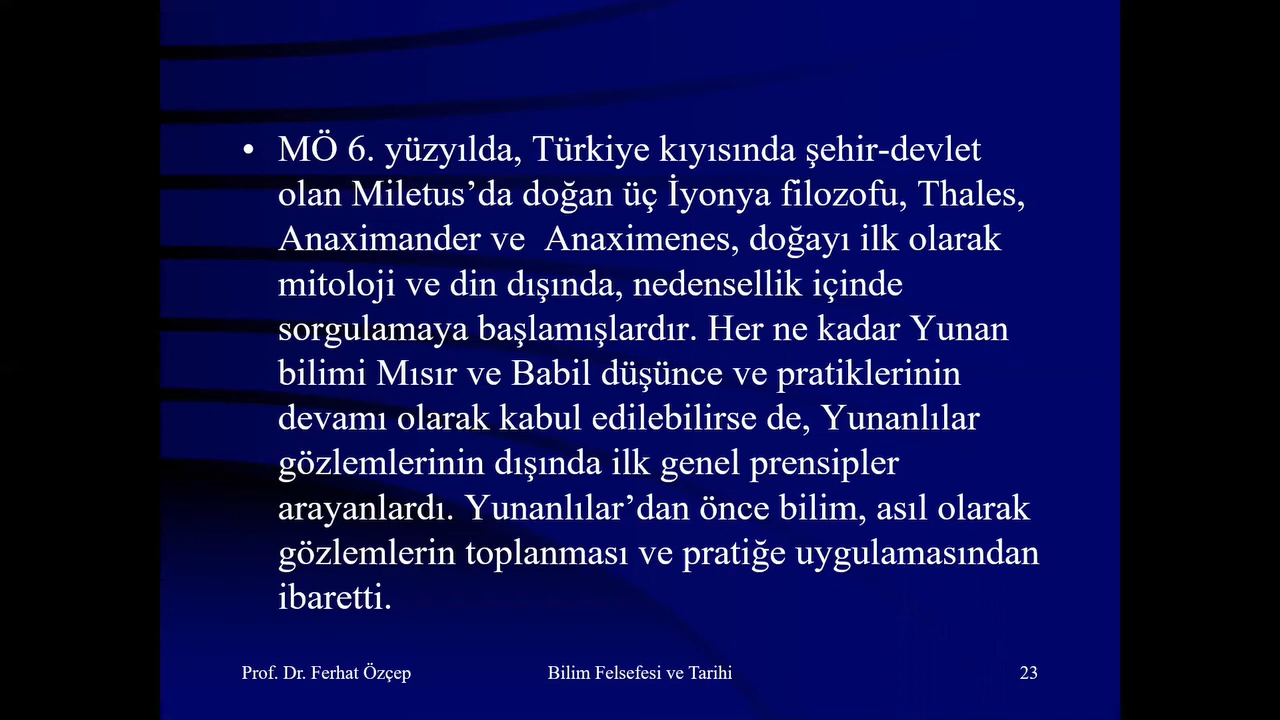 • MÖ 6. yüzyılda, Türkiye kıyısında şehir-devlet
olan Miletus’da doğan üç İyonya filozofu, Thales,
Anaximander ve  Anaximenes, doğayı ilk olarak
mitoloji ve din dışında, nedensellik içinde
sorgulamaya başlamışlardır. Her ne kadar Yunan
bilimi Mısır ve Babil düşünce ve pratiklerinin
devamı olarak kabul edilebilirse de, Yunanlılar
gözlemlerinin dışında ilk genel prensipler
arayanlardı. Yunanlılar’dan önce bilim, asıl olarak
gözlemlerin toplanması ve pratiğe uygulamasından
ibaretti.
Prof. Dr. Ferhat Özçep Bilim Felsefesi ve Tarihi 23